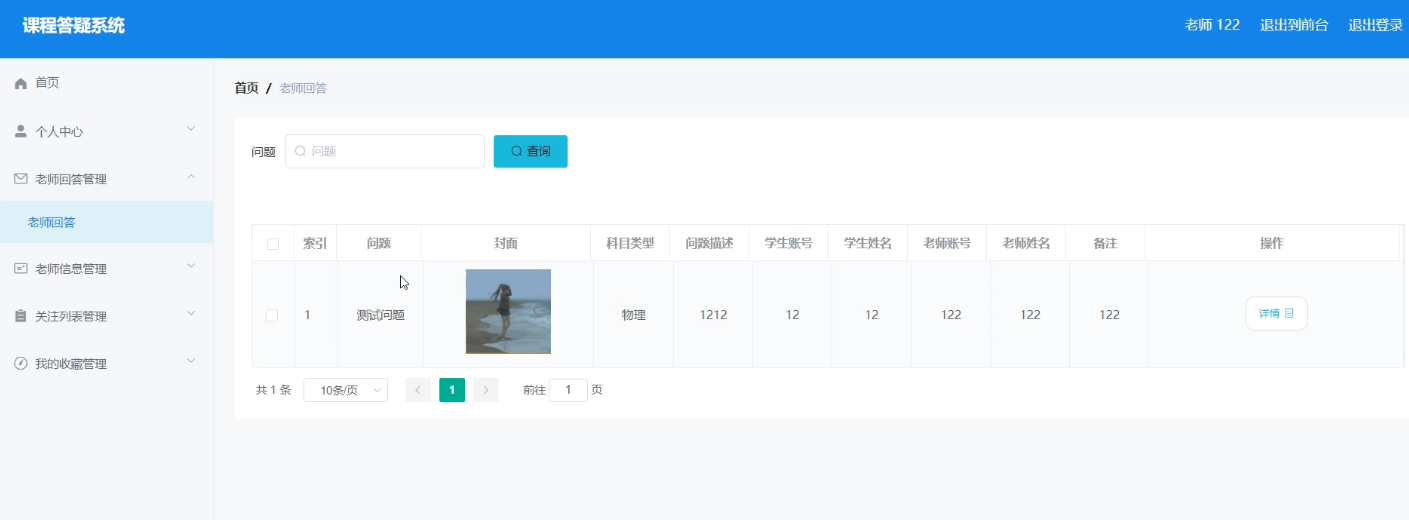 课程答疑系统
老师 122 退出到前台 退出登录
首页
个人中心
老师回答管理
老师回答
老师信息管理
关注列表管理
我的收藏管理
首页 / 老师回答
问题 问题 查询
索引 问题 封面 科目类型 问题描述 学生账号 学生姓名 老师账号 老师姓名 备注 操作
1 测试问题 物理 1212 12 12 122 122 122 详情
共 1 条 10条/页 1 前往 1 页